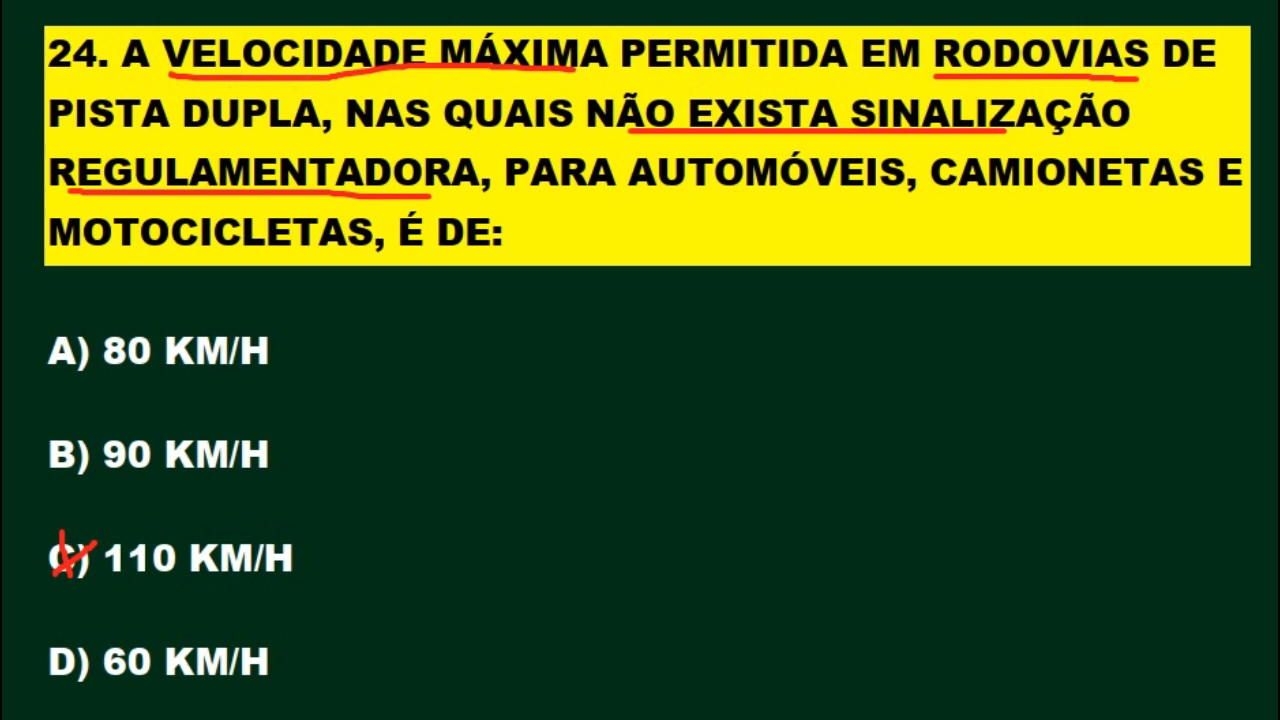 24. A VELOCIDADE MÁXIMA PERMITIDA EM RODOVIAS DE
PISTA DUPLA, NAS QUAIS NÃO EXISTA SINALIZAÇÃO
REGULAMENTADORA, PARA AUTOMÓVEIS, CAMIONETAS E
MOTOCICLETAS, É DE:
A) 80 KM/H
B) 90 KM/H
C) 110 KM/H
D) 60 KM/H